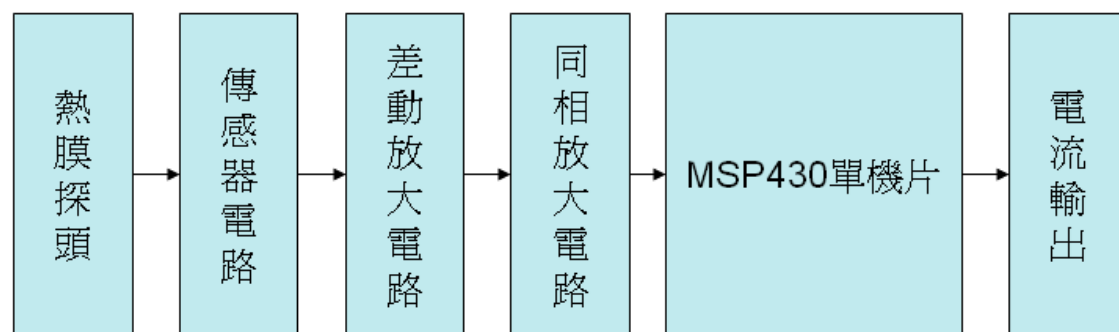 熱膜探頭
傳感器電路
差動放大電路
同相放大電路
MSP430單機片
電流輸出